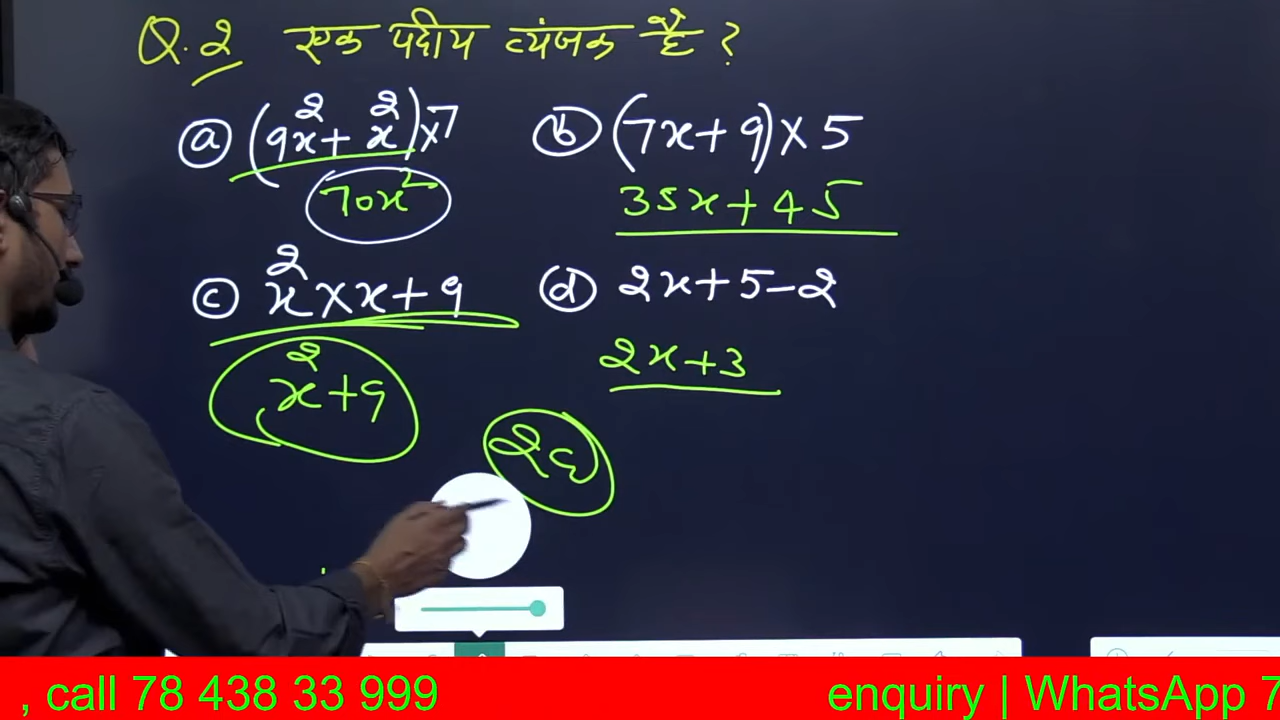 Q.2 एक पदीय व्यंजक है ?
(a) (9x² + x²)×7
(b) (7x+9)×5
70x²
35x+45
(c) x²×x+9
(d) 2x+5-2
x²+9
2x+3
, call 78 438 33 999
enquiry | WhatsApp 7